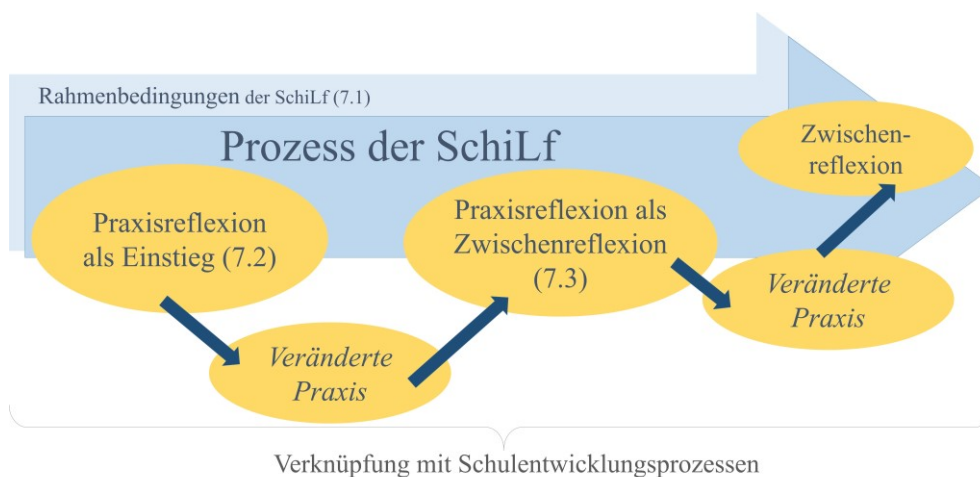 Rahmenbedingungen der SchiLf (7.1)
Prozess der SchiLf
Praxisreflexion
als Einstieg (7.2)
Veränderte
Praxis
Praxisreflexion als
Zwischenreflexion
(7.3)
Veränderte
Praxis
Zwischen-
reflexion
Verknüpfung mit Schulentwicklungsprozessen